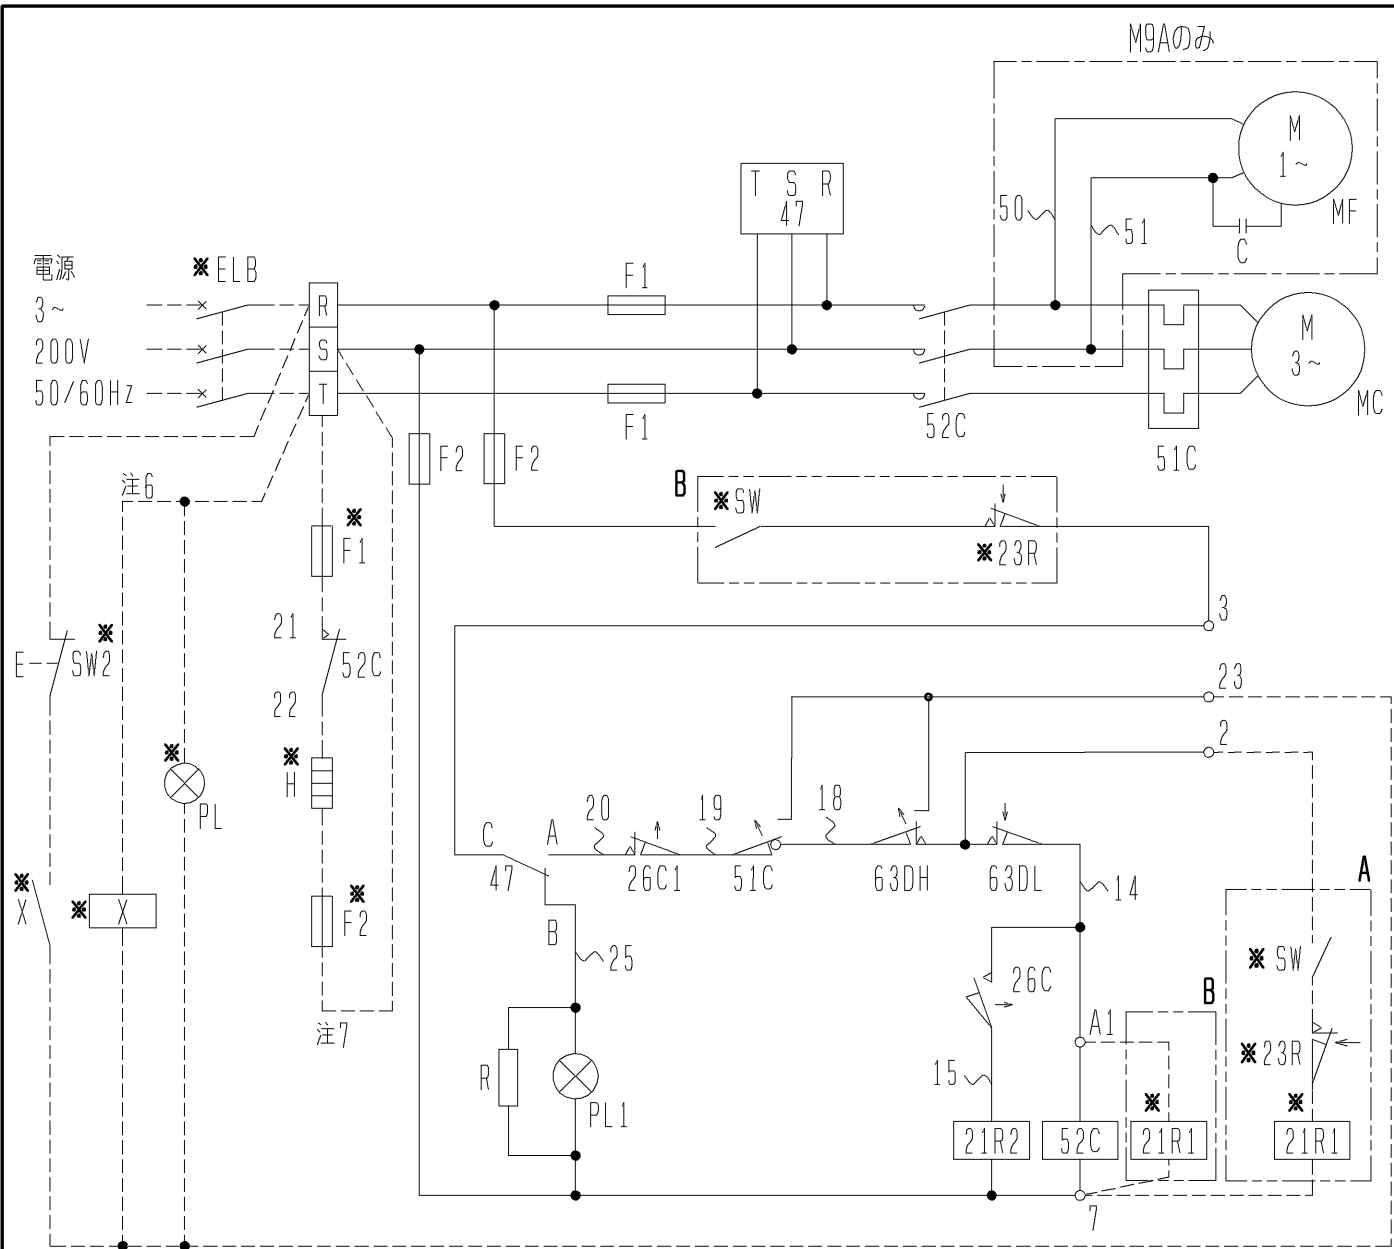 M9Aのみ
M
1~
MF
C
50
51
T S R
47
電源
3~
200V
50/60Hz
※ELB
R
S
T
F1
F1
52C
51C
M
3~
MC
F2
F2
B
※SW
※23R
注6
※
F1
21
52C
22
※
H
※
F2
注7
※
E
SW2
※
PL
※
X
※
X
3
23
2
C
47
A
B
20
26C1
19
51C
18
63DH
63DL
14
25
R
PL1
26C
15
21R2
52C
A1
B
※
21R1
7
A
※SW
※23R
※
21R1